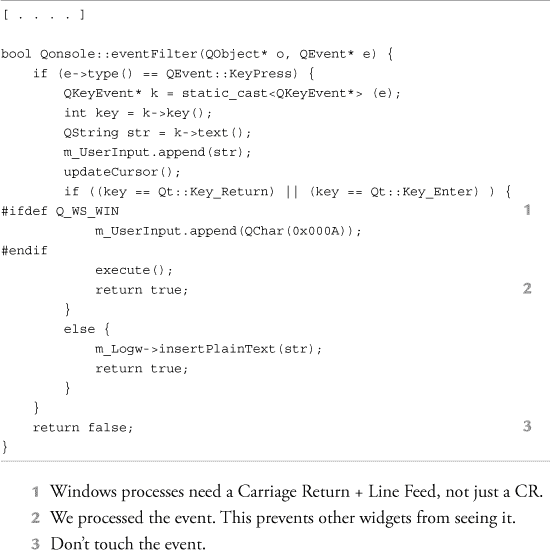 [ . . . . ]
bool Qonsole::eventFilter(QObject* o, QEvent* e) {
    if (e->type() == QEvent::KeyPress) {
        QKeyEvent* k = static_cast<QKeyEvent*> (e);
        int key = k->key();
        QString str = k->text();
        m_UserInput.append(str);
        updateCursor();
        if ((key == Qt::Key_Return) || (key == Qt::Key_Enter) ) {
#ifdef Q_WS_WIN 1
            m_UserInput.append(QChar(0x000A));
#endif
            execute();
            return true; 2
        }
        else {
            m_Logw->insertPlainText(str);
            return true;
        }
    }
    return false; 3
}
1 Windows processes need a Carriage Return + Line Feed, not just a CR.
2 We processed the event. This prevents other widgets from seeing it.
3 Don't touch the event.